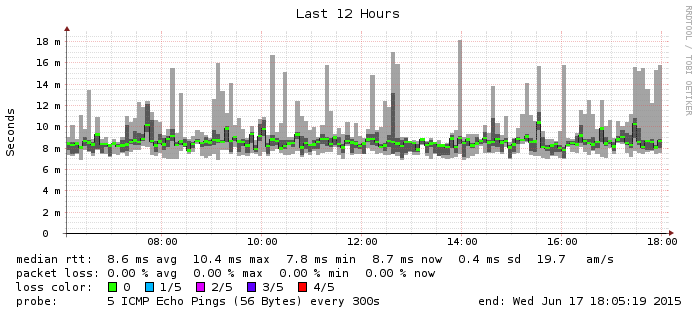 Last 12 Hours
RRDTOOL / TOBI OETIKER
Seconds
18 m
16 m
14 m
12 m
10 m
8 m
6 m
4 m
2 m
0
08:00 10:00 12:00 14:00 16:00 18:00
median rtt: 8.6 ms avg 10.4 ms max 7.8 ms min 8.7 ms now 0.4 ms sd 19.7 am/s
packet loss: 0.00 % avg 0.00 % max 0.00 % min 0.00 % now
loss color: 0 1/5 2/5 3/5 4/5
probe: 5 ICMP Echo Pings (56 Bytes) every 300s end: Wed Jun 17 18:05:19 2015